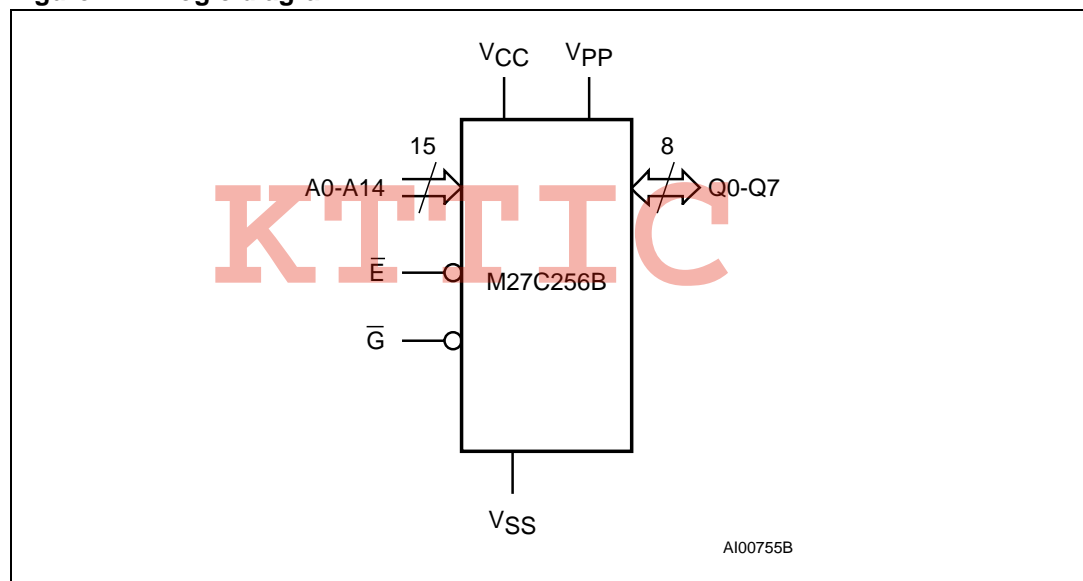 VCC VPP
15 8
A0-A14 Q0-Q7
KTTIC
E̅ M27C256B
G̅
VSS
AI00755B